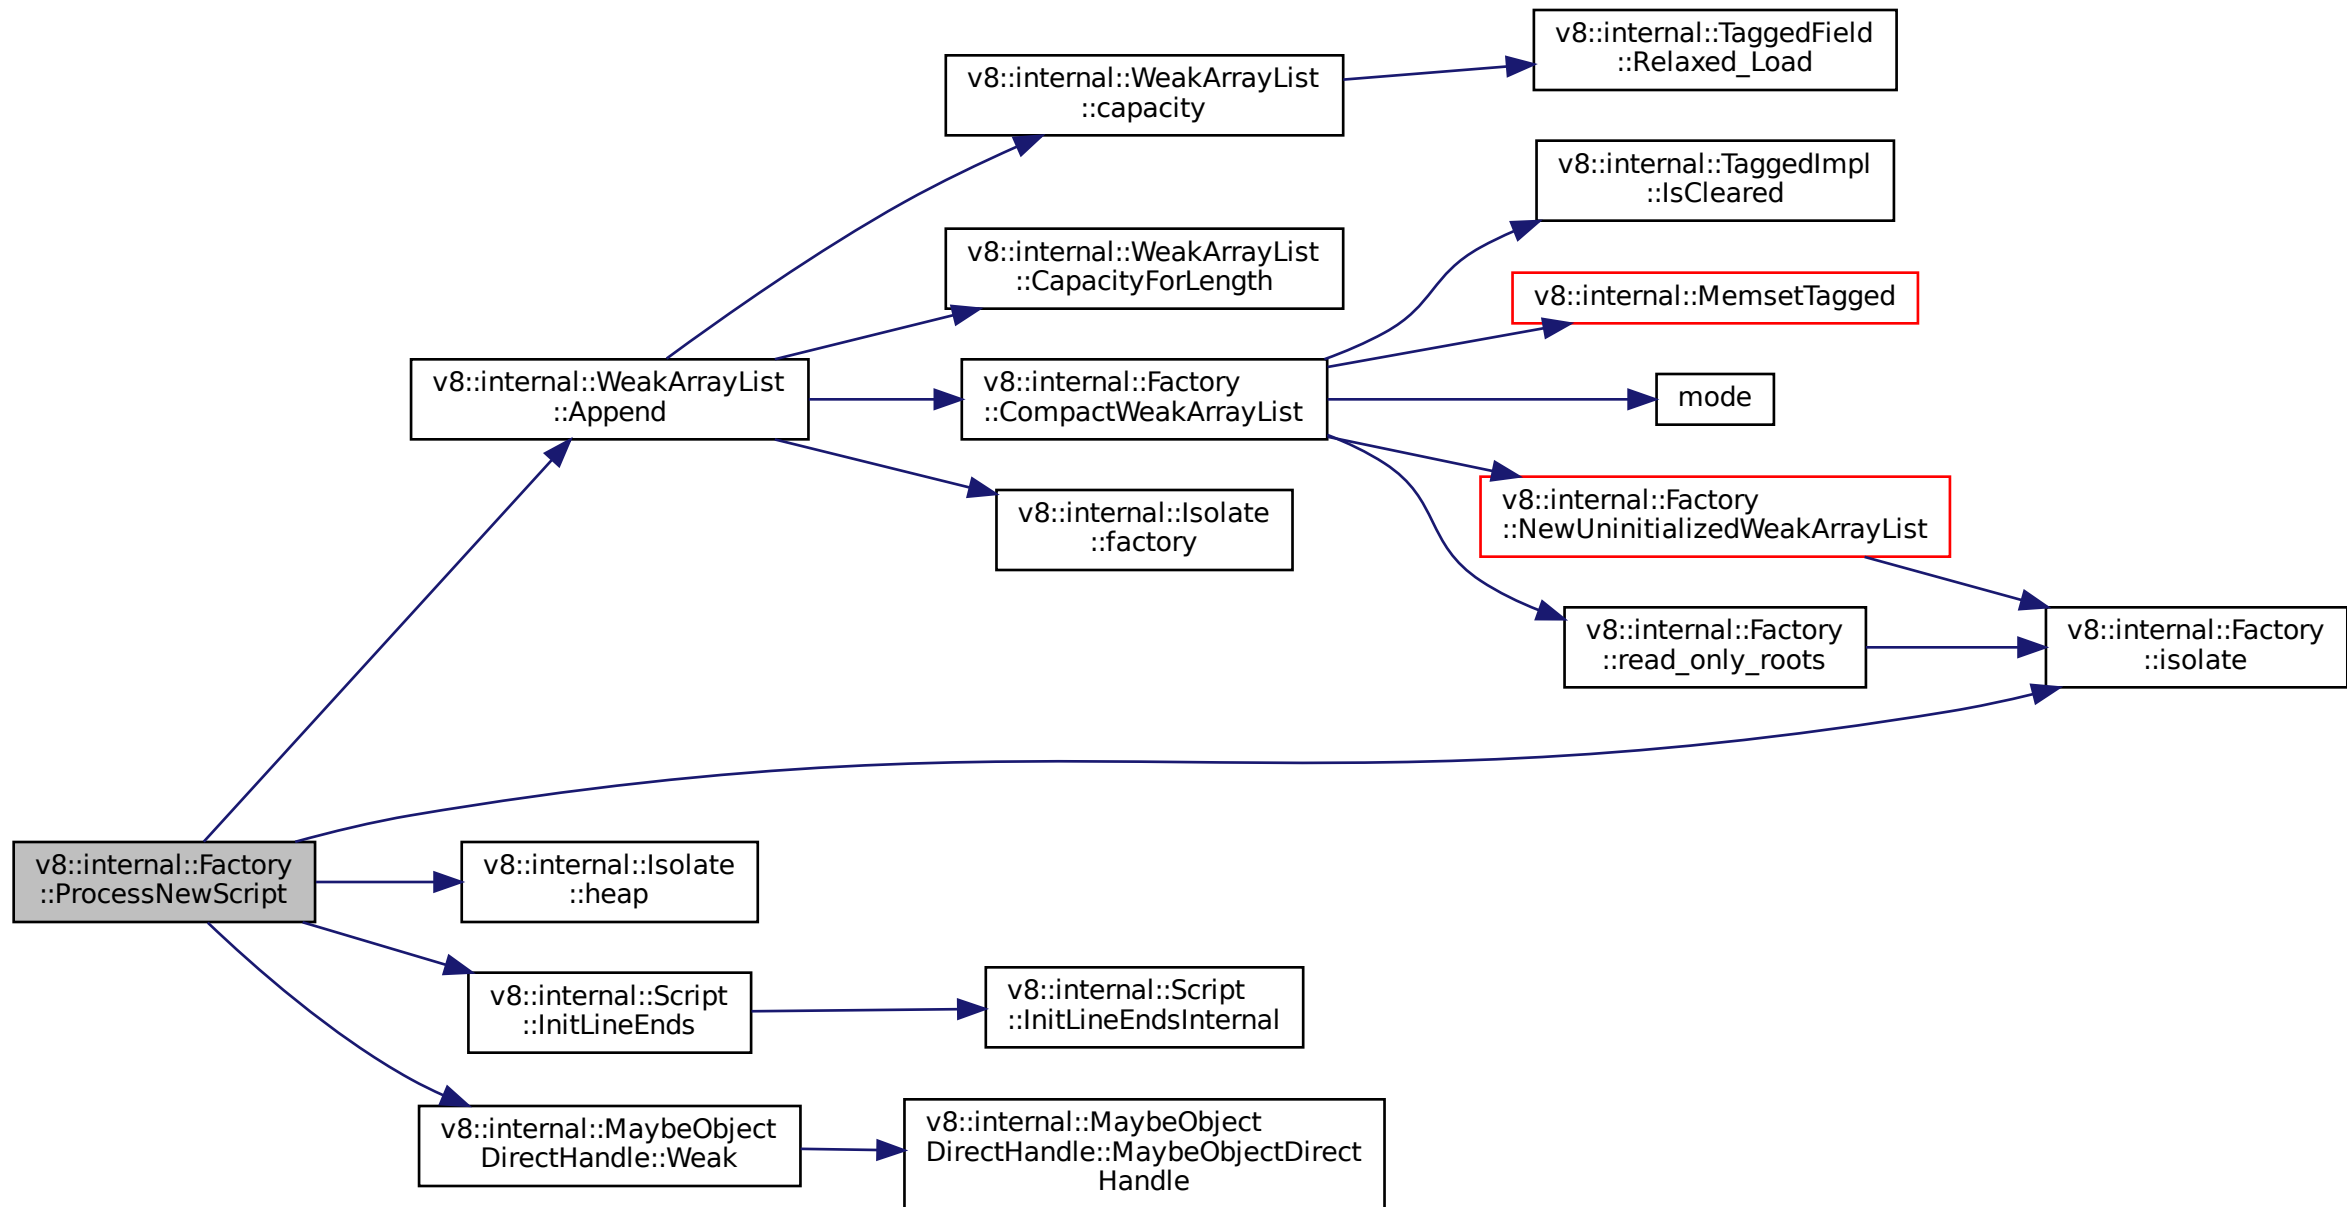 v8::internal::TaggedField
::Relaxed_Load
v8::internal::WeakArrayList
::capacity
v8::internal::TaggedImpl
::IsCleared
v8::internal::WeakArrayList
::CapacityForLength
v8::internal::MemsetTagged
v8::internal::WeakArrayList
::Append
v8::internal::Factory
::CompactWeakArrayList
mode
v8::internal::Isolate
::factory
v8::internal::Factory
::NewUninitializedWeakArrayList
v8::internal::Factory
::read_only_roots
v8::internal::Factory
::isolate
v8::internal::Factory
::ProcessNewScript
v8::internal::Isolate
::heap
v8::internal::Script
::InitLineEnds
v8::internal::Script
::InitLineEndsInternal
v8::internal::MaybeObject
DirectHandle::Weak
v8::internal::MaybeObject
DirectHandle::MaybeObjectDirect
Handle